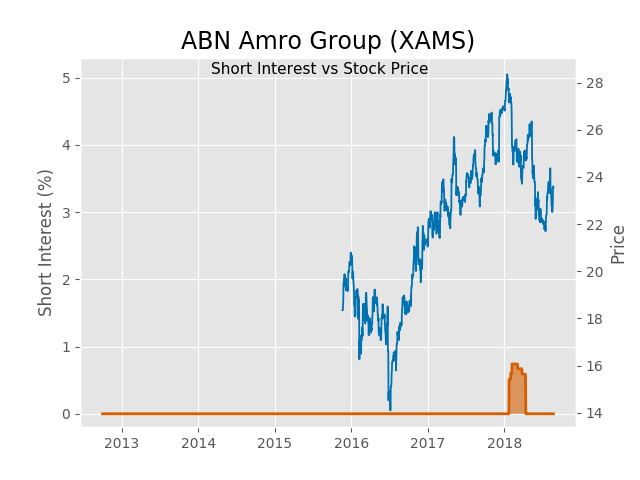 ABN Amro Group (XAMS)
Short Interest vs Stock Price
5
4
3
2
1
0
Short Interest (%)
28
26
24
22
20
18
16
14
Price
2013 2014 2015 2016 2017 2018